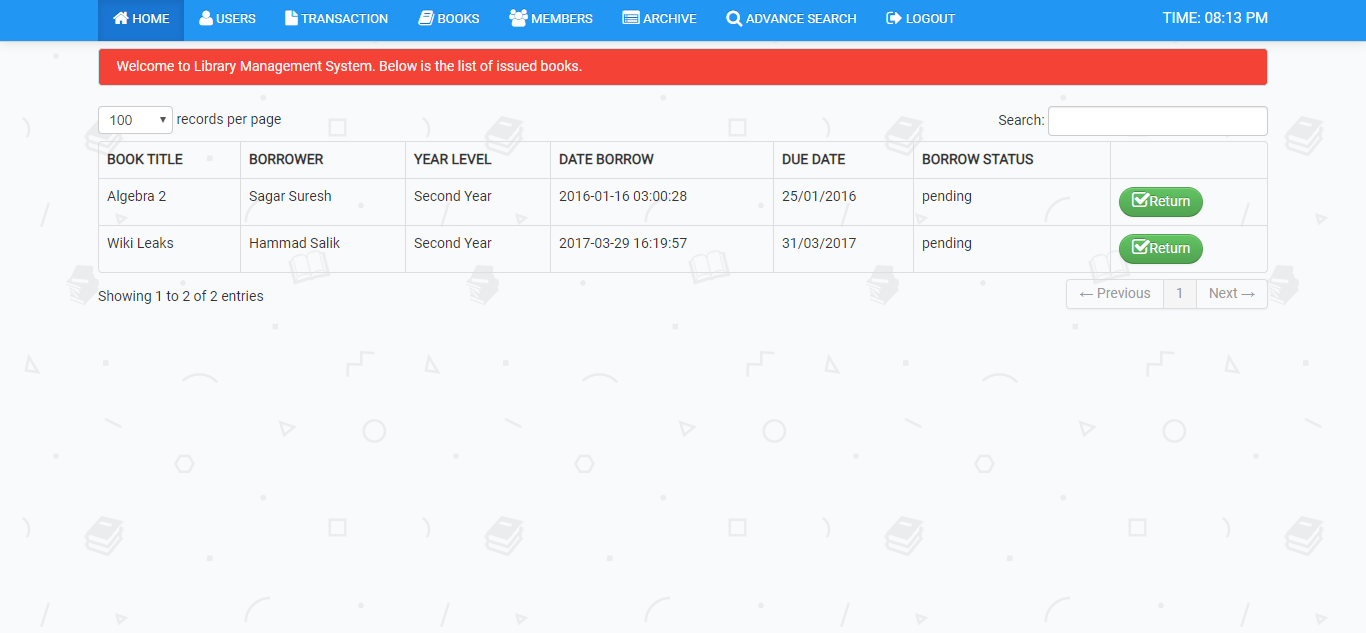 HOME USERS TRANSACTION BOOKS MEMBERS ARCHIVE ADVANCE SEARCH LOGOUT TIME: 08:13 PM
Welcome to Library Management System. Below is the list of issued books.
100 records per page Search:
BOOK TITLE BORROWER YEAR LEVEL DATE BORROW DUE DATE BORROW STATUS
Algebra 2 Sagar Suresh Second Year 2016-01-16 03:00:28 25/01/2016 pending Return
Wiki Leaks Hammad Salik Second Year 2017-03-29 16:19:57 31/03/2017 pending Return
Showing 1 to 2 of 2 entries ← Previous 1 Next →